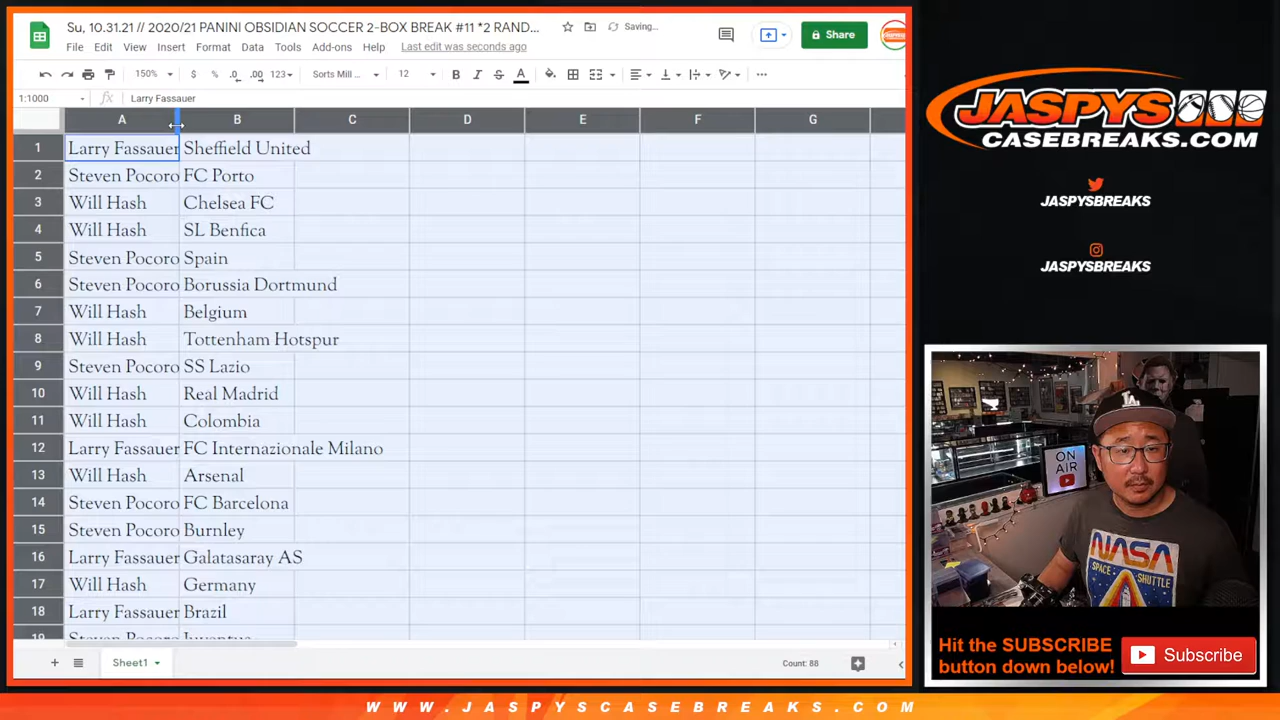 Su, 10.31.21 // 2020/21 PANINI OBSIDIAN SOCCER 2-BOX BREAK #11 *2 RAND...
Saving...
File Edit View Insert Format Data Tools Add-ons Help Last edit was seconds ago
Share
150% $ % .0 .00 123 Sorts Mill ... 12 B I S A
1:1000 fx Larry Fassauer
A B C D E F G
1 Larry Fassauer Sheffield United
2 Steven Pocoro FC Porto
3 Will Hash Chelsea FC
4 Will Hash SL Benfica
5 Steven Pocoro Spain
6 Steven Pocoro Borussia Dortmund
7 Will Hash Belgium
8 Will Hash Tottenham Hotspur
9 Steven Pocoro SS Lazio
10 Will Hash Real Madrid
11 Will Hash Colombia
12 Larry Fassauer FC Internazionale Milano
13 Will Hash Arsenal
14 Steven Pocoro FC Barcelona
15 Steven Pocoro Burnley
16 Larry Fassauer Galatasaray AS
17 Will Hash Germany
18 Larry Fassauer Brazil
19 Steven Pocoro Juventus
Sheet1
Count: 88
JASPYS
CASEBREAKS.COM
JASPYSBREAKS
JASPYSBREAKS
ON
AIR
LA
NASA
SPACE SHUTTLE
Hit the SUBSCRIBE
button down below!
Subscribe
WWW.JASPYSCASEBREAKS.COM